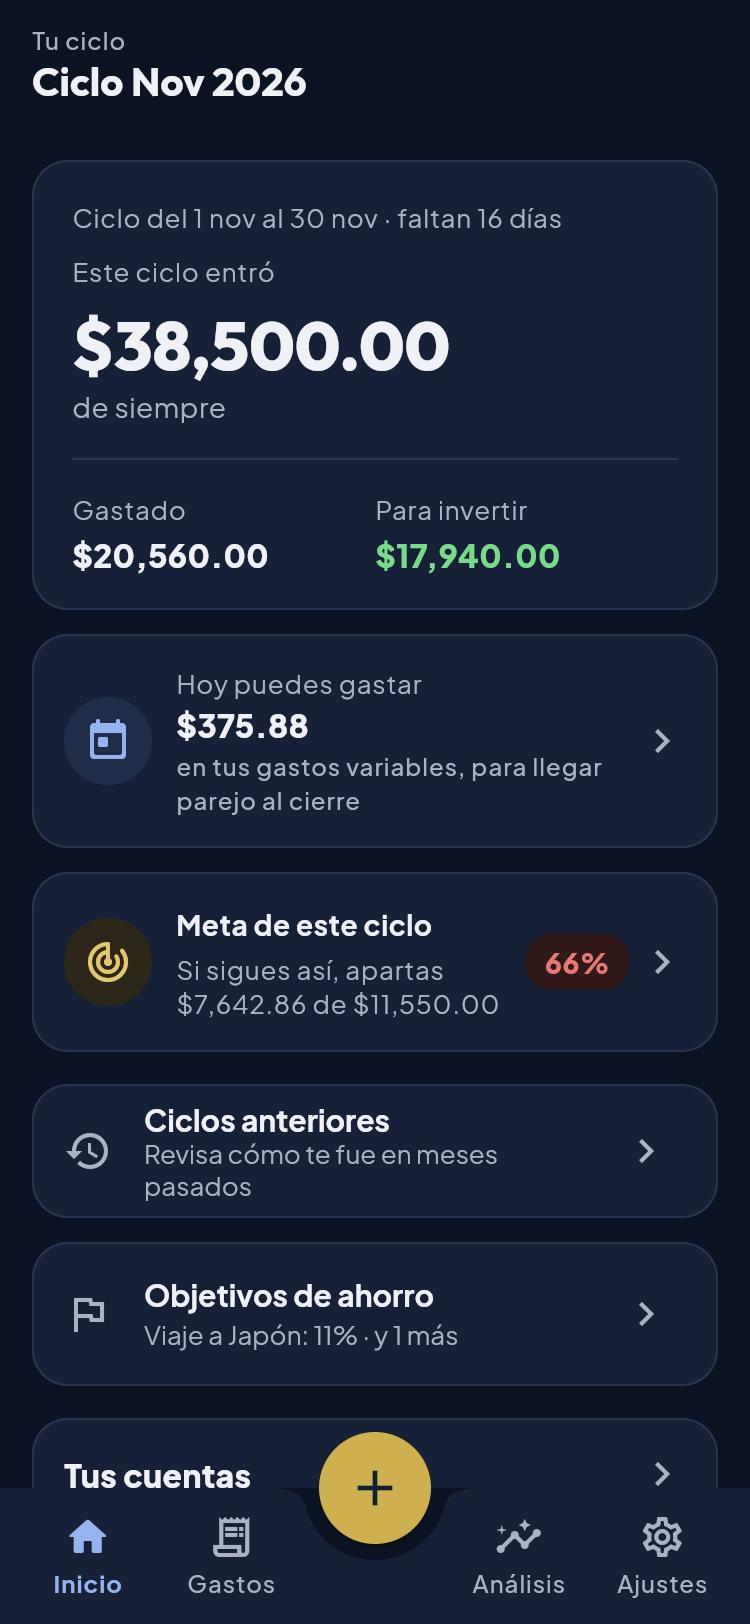 Tu ciclo
Ciclo Nov 2026
Ciclo del 1 nov al 30 nov · faltan 16 días
Este ciclo entró
$38,500.00
de siempre
Gastado
$20,560.00
Para invertir
$17,940.00
Hoy puedes gastar
$375.88
en tus gastos variables, para llegar
parejo al cierre
Meta de este ciclo
Si sigues así, apartas
$7,642.86 de $11,550.00
66%
Ciclos anteriores
Revisa cómo te fue en meses
pasados
Objetivos de ahorro
Viaje a Japón: 11% · y 1 más
Tus cuentas
Inicio
Gastos
Análisis
Ajustes